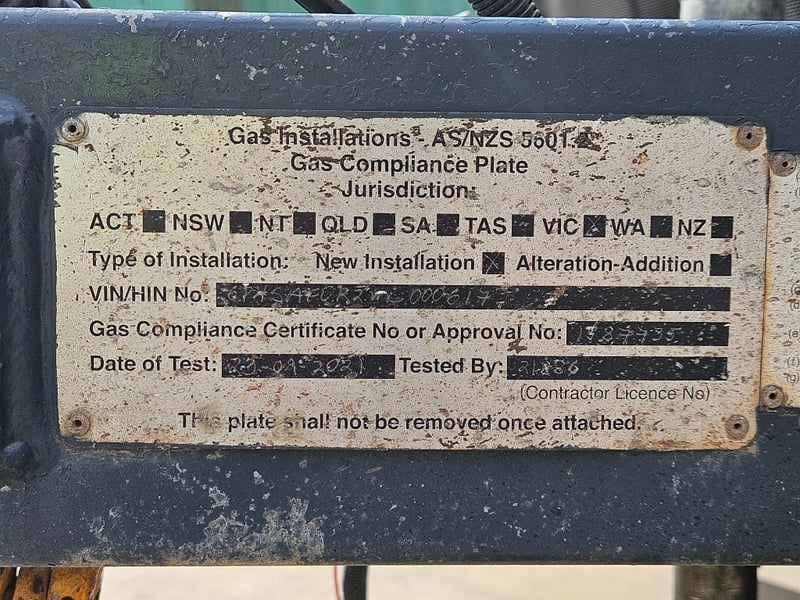 Gas Installations AS/NZS 5601.2
Gas Compliance Plate
Jurisdiction:
ACT NSW NT QLD SA TAS VIC WA NZ
Type of Installation: New Installation Alteration-Addition
VIN/HIN No:
Gas Compliance Certificate No or Approval No:
Date of Test: Tested By: 21886
(Contractor Licence No)
This plate shall not be removed once attached.